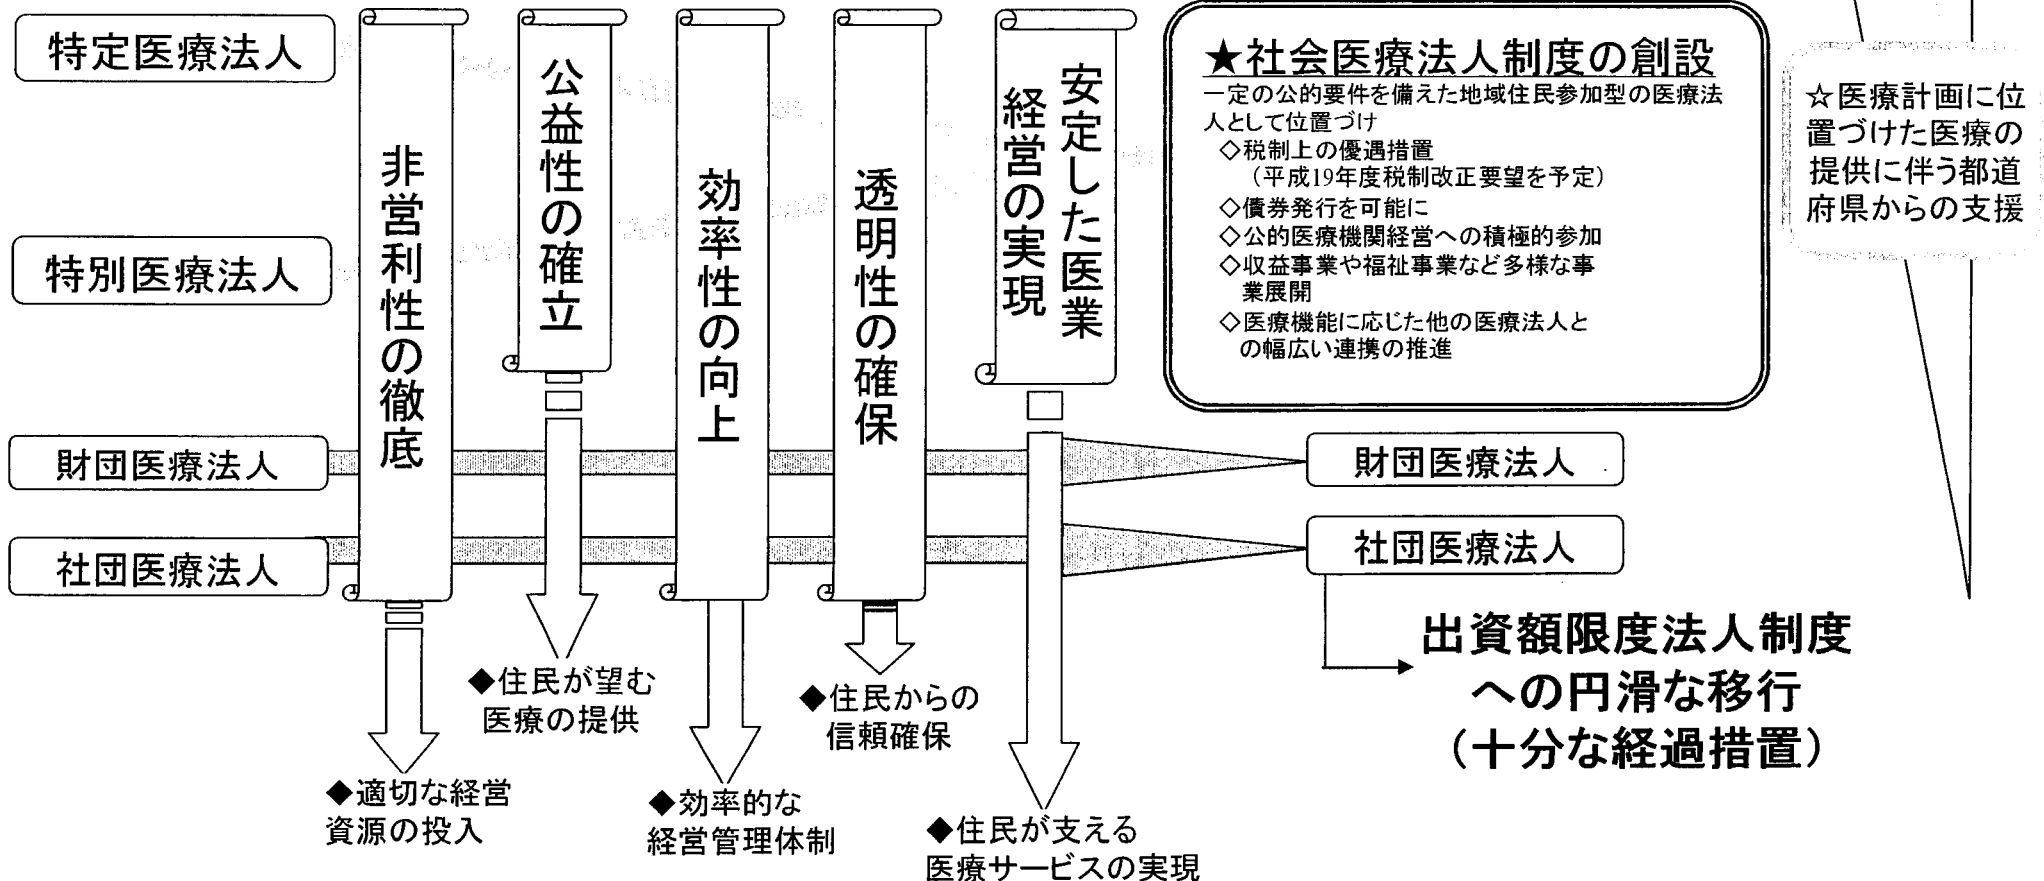 特定医療法人
特別医療法人
財団医療法人
社団医療法人
非営利性の徹底
公益性の確立
効率性の向上
透明性の確保
安定した医業
経営の実現
★社会医療法人制度の創設
一定の公的要件を備えた地域住民参加型の医療法
人として位置づけ
◇税制上の優遇措置
（平成19年度税制改正要望を予定）
◇債券発行を可能に
◇公的医療機関経営への積極的参加
◇収益事業や福祉事業など多様な事
業展開
◇医療機能に応じた他の医療法人と
の幅広い連携の推進
☆医療計画に位
置づけた医療の
提供に伴う都道
府県からの支援
財団医療法人
社団医療法人
出資額限度法人制度
への円滑な移行
（十分な経過措置）
◆適切な経営
資源の投入
◆住民が望む
医療の提供
◆効率的な
経営管理体制
◆住民からの
信頼確保
◆住民が支える
医療サービスの実現